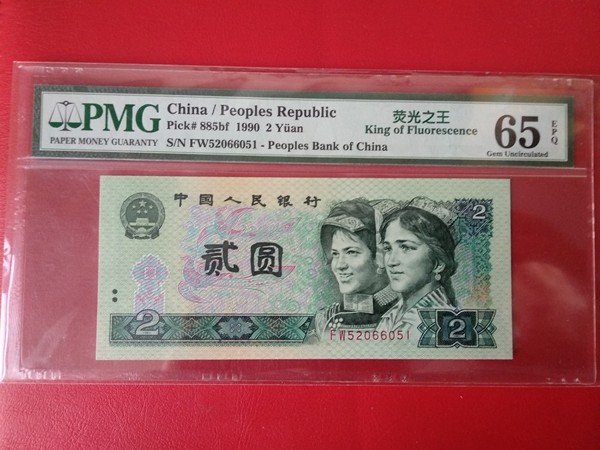 PMG
PAPER MONEY GUARANTY
China / Peoples Republic
Pick# 885bf 1990 2 Yüan
S/N FW52066051 - Peoples Bank of China
荧光之王
King of Fluorescence
65 EPQ
Gem Uncirculated
中国人民银行
2
贰圆
FW52066051
2
2